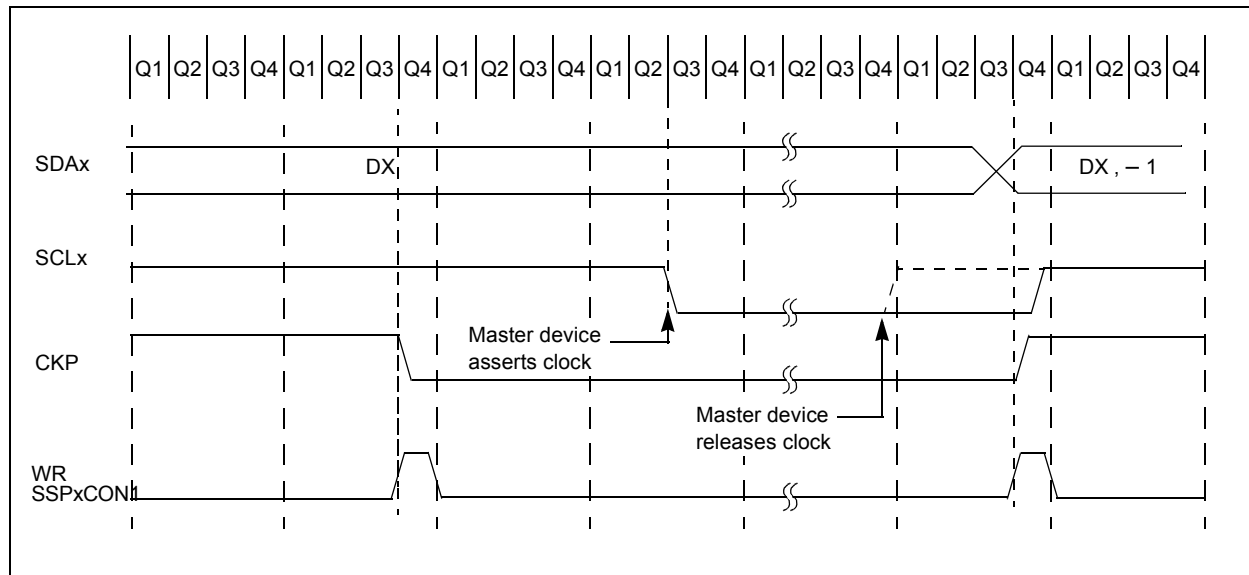 Q1 Q2 Q3 Q4 Q1 Q2 Q3 Q4 Q1 Q2 Q3 Q4 Q1 Q2 Q3 Q4 Q1 Q2 Q3 Q4 Q1 Q2 Q3 Q4 Q1 Q2 Q3 Q4
SDAx
DX
DX , – 1
SCLx
Master device
asserts clock
CKP
Master device
releases clock
WR
SSPxCON1